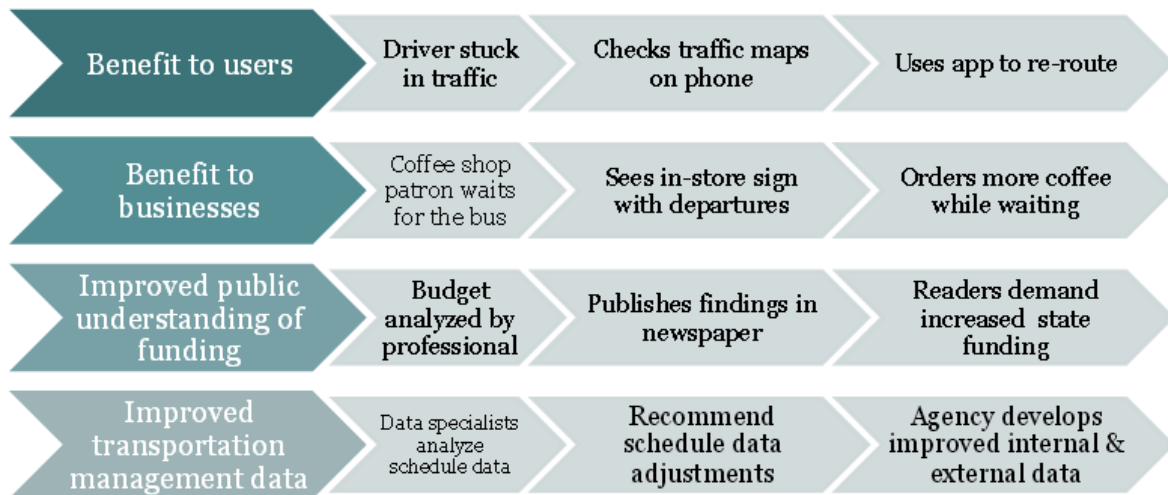 Benefit to users
Driver stuck
in traffic
Checks traffic maps
on phone
Uses app to re-route
Benefit to
businesses
Coffee shop
patron waits
for the bus
Sees in-store sign
with departures
Orders more coffee
while waiting
Improved public
understanding of
funding
Budget
analyzed by
professional
Publishes findings in
newspaper
Readers demand
increased state
funding
Improved
transportation
management data
Data specialists
analyze
schedule data
Recommend
schedule data
adjustments
Agency develops
improved internal &
external data